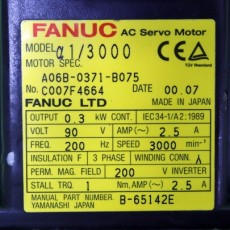 FANUC AC Servo Motor
MODEL α1/3000
MOTOR SPEC.
A06B-0371-B075
No. C007F4664 DATE 00.07
FANUC LTD MADE IN JAPAN
OUTPUT 0.3 kW CONT. IEC34-1/A2:1989
VOLT 90 V AMP(~) 2.5 A
FREQ. 200 Hz SPEED 3000 min⁻¹
INSULATION F 3 PHASE WINDING CONN. 人
PERM. MAG. FIELD 200 V INVERTER
STALL TRQ. 1 Nm, AMP(~) 2.5 A
MANUAL PART NUMBER B-65142E
YAMANASHI JAPAN